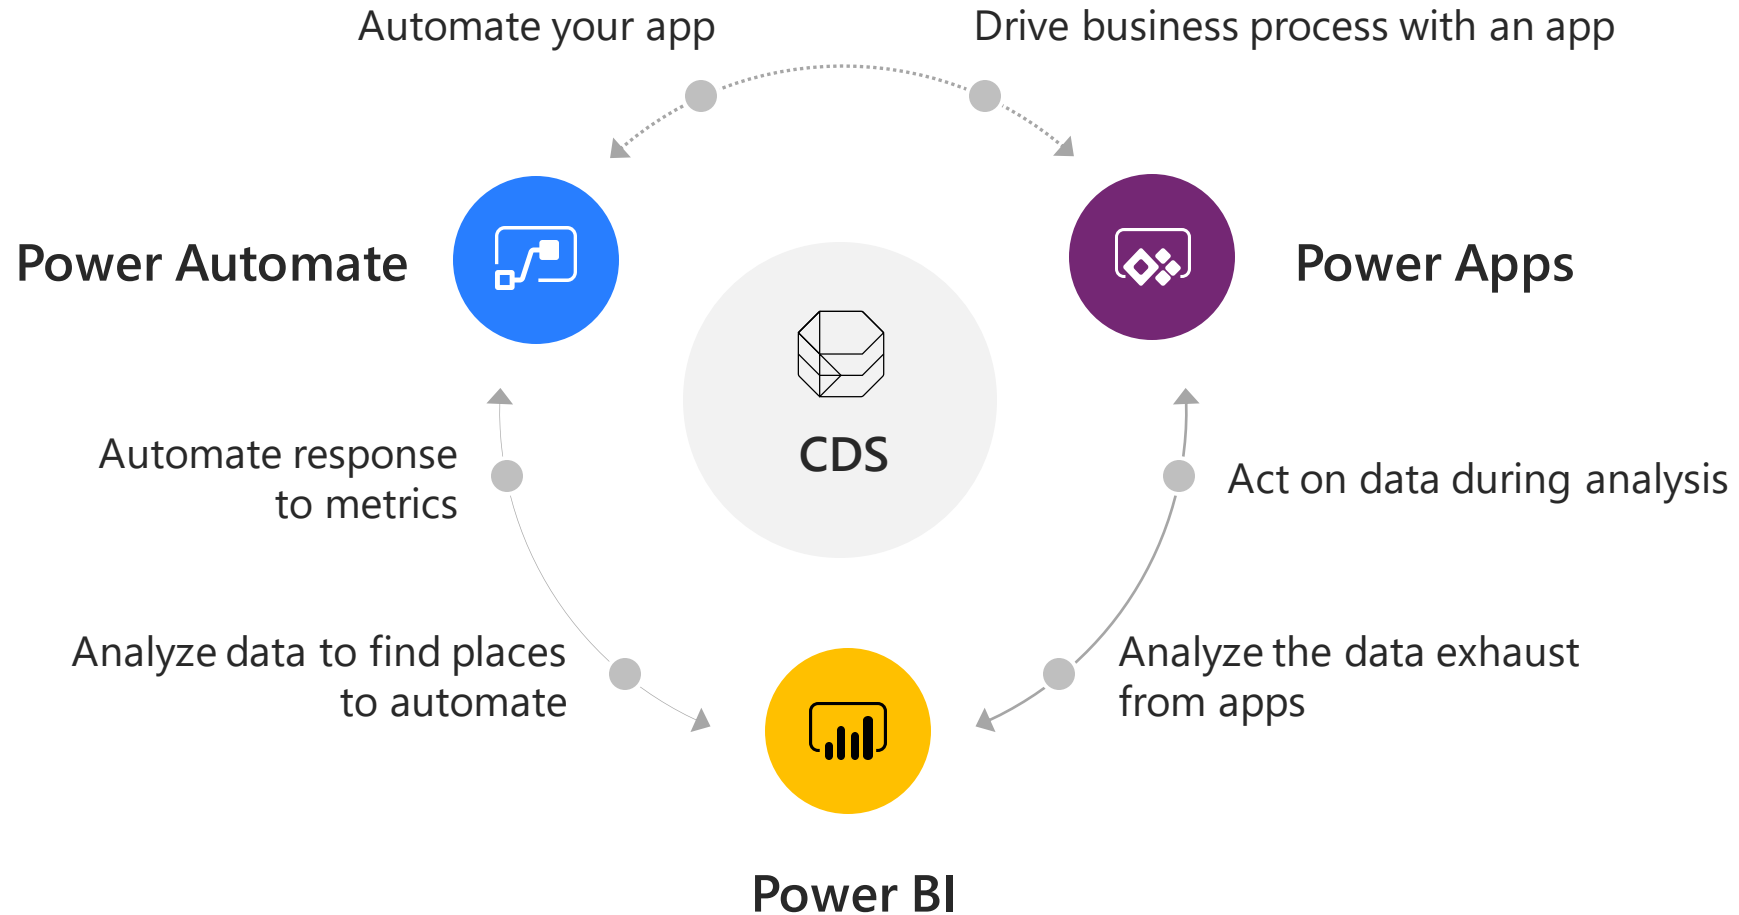 Automate your app
Drive business process with an app
Power Automate
Power Apps
CDS
Automate response
to metrics
Act on data during analysis
Analyze data to find places
to automate
Analyze the data exhaust
from apps
Power BI